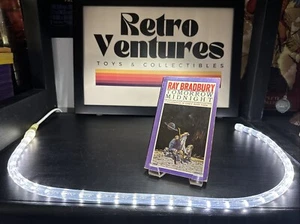 Retro
Ventures
TOYS & COLLECTIBLES
RAY BRADBURY
TOMORROW
MIDNIGHT